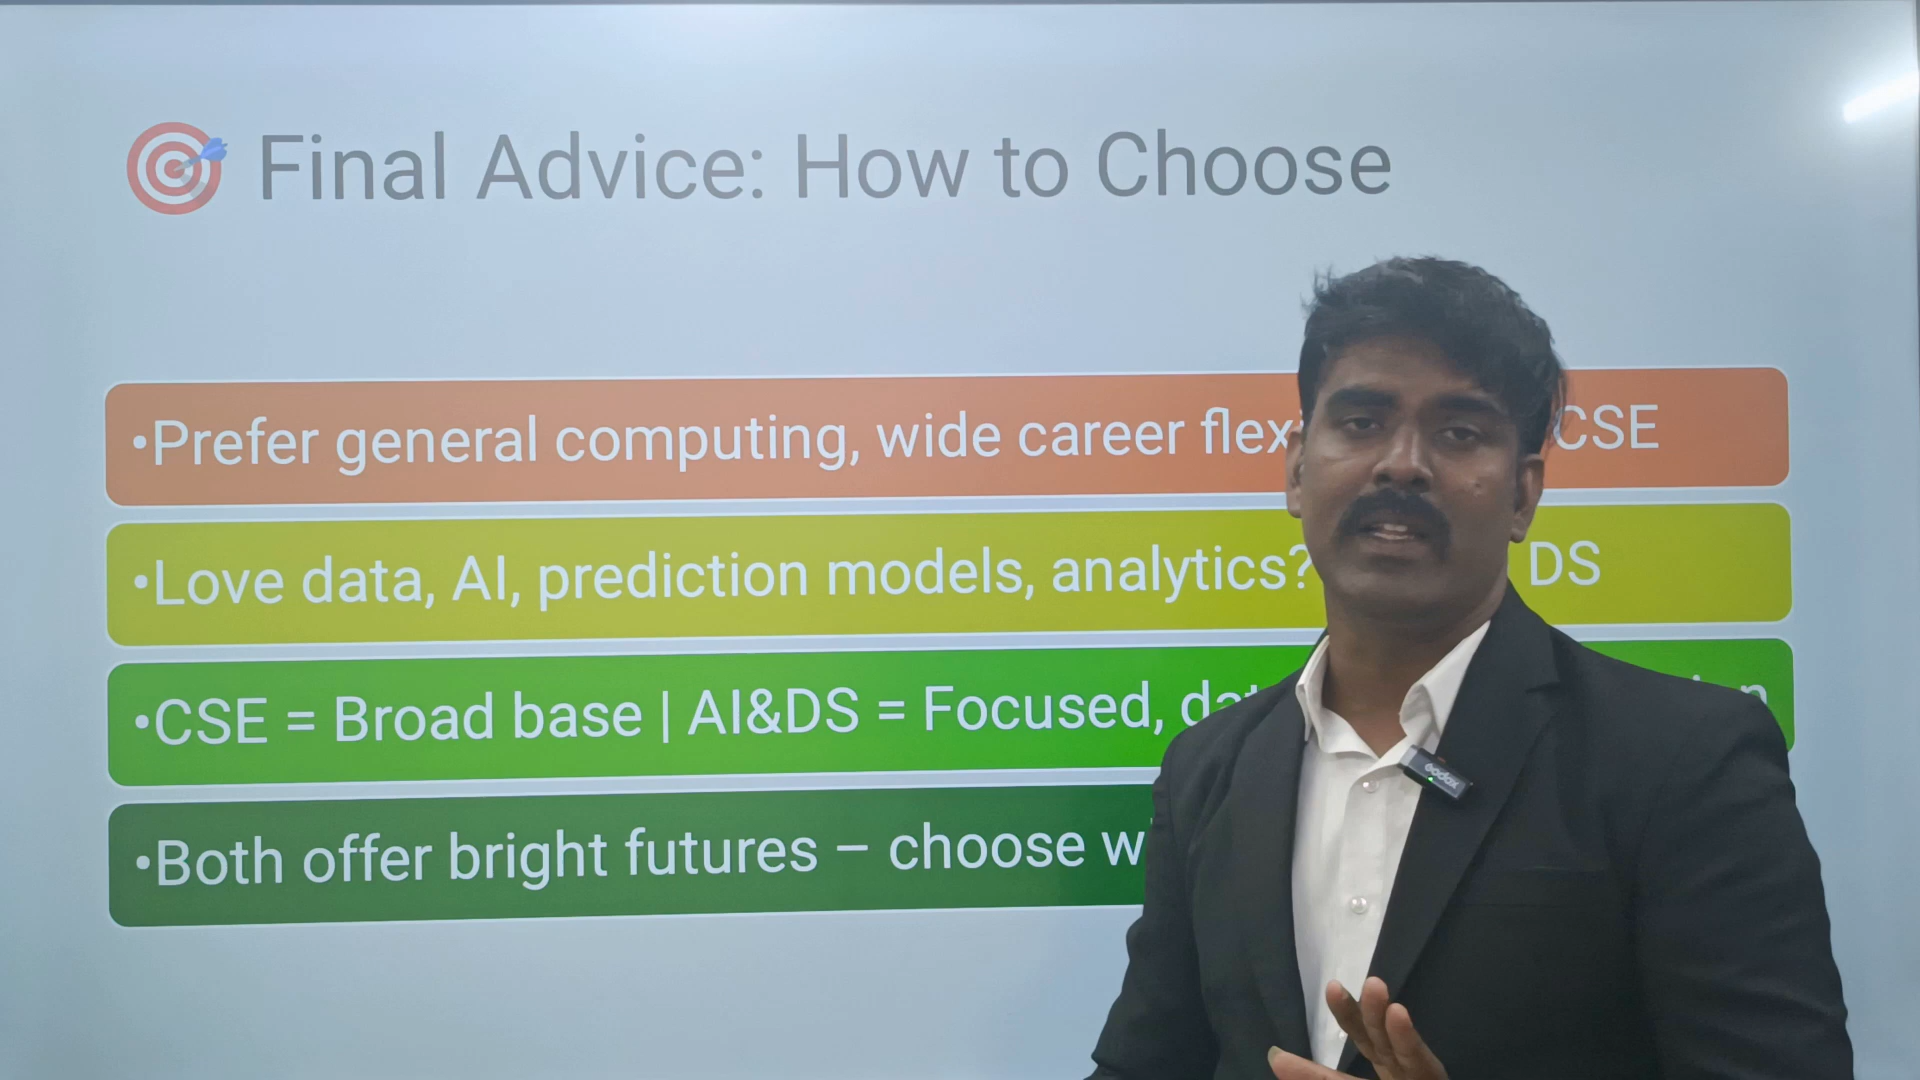 Final Advice: How to Choose
•Prefer general computing, wide career CSE
•Love data, AI, prediction models, analytics? DS
•CSE = Broad base | AI&DS = Focused,
•Both offer bright futures – choose
Godox